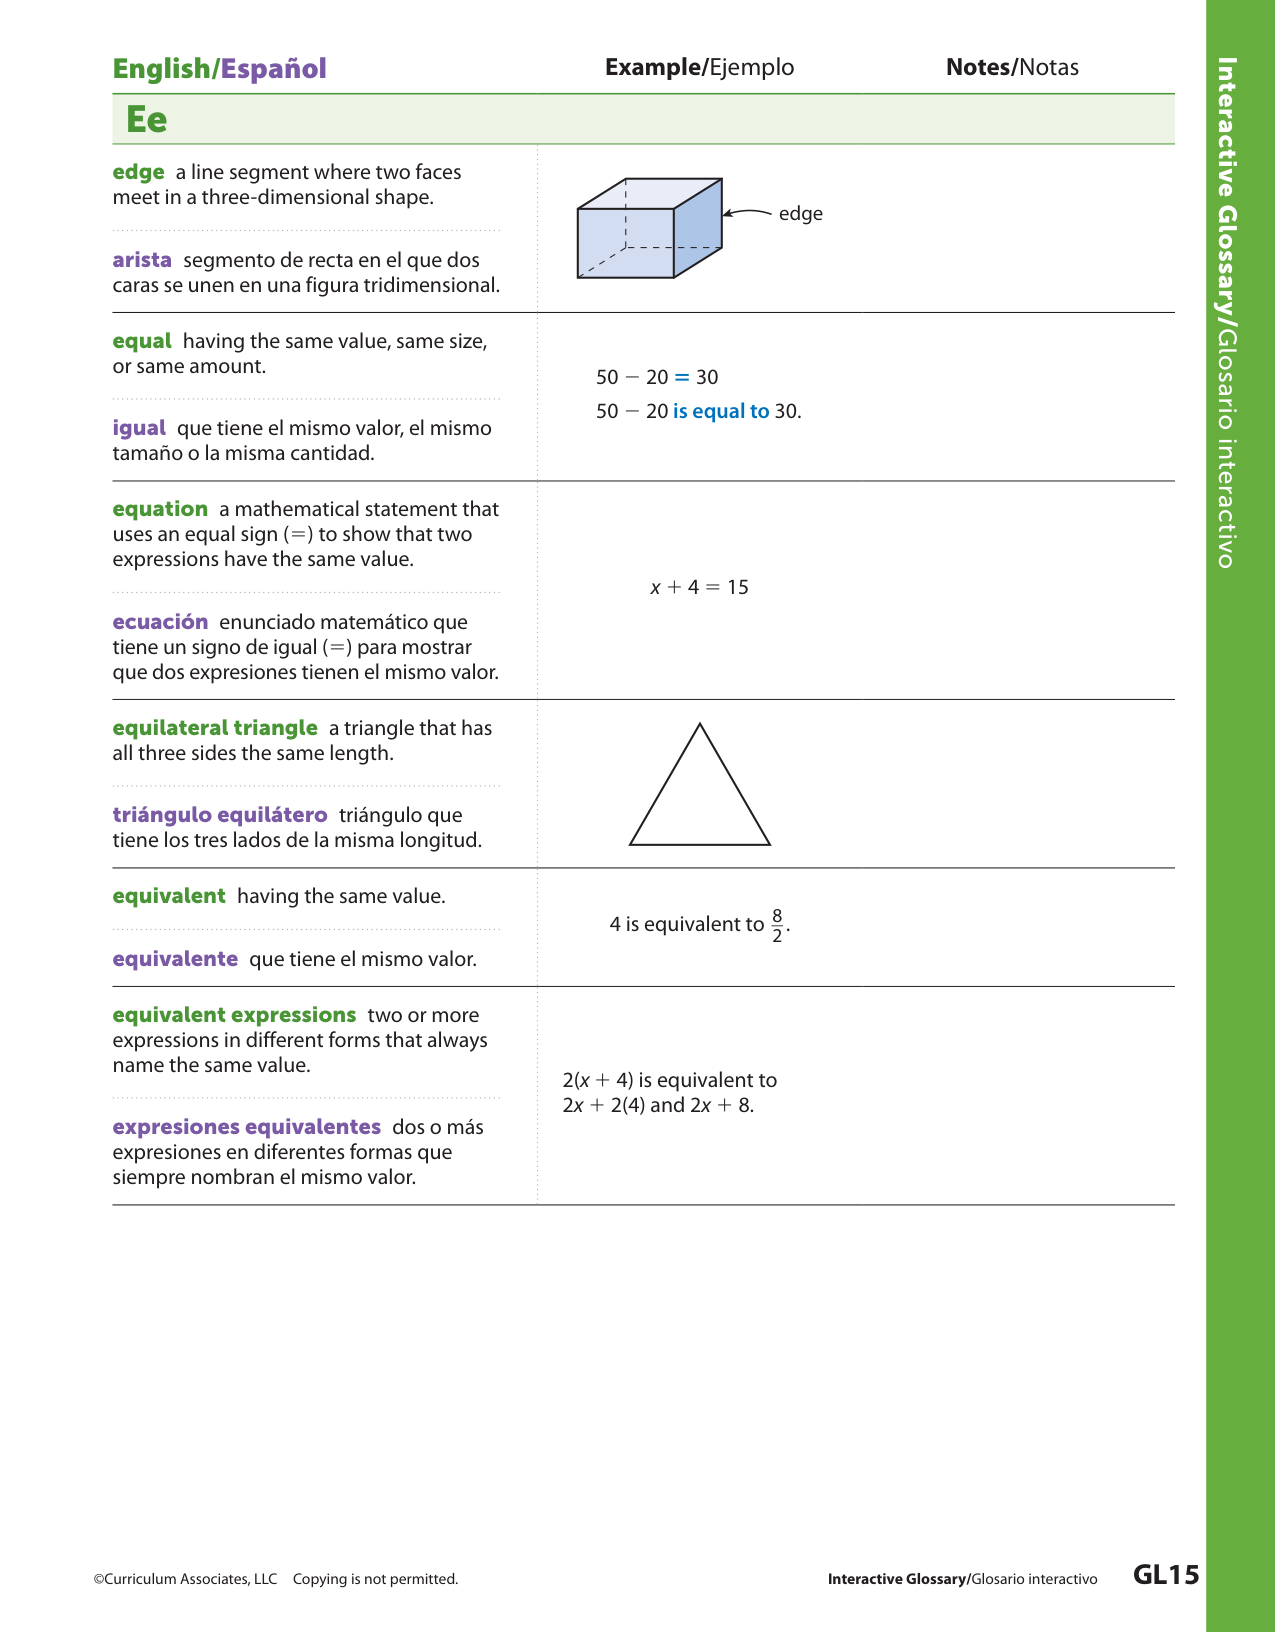 English/Español Example/Ejemplo Notes/Notas
Ee
edge a line segment where two faces
meet in a three-dimensional shape.
arista segmento de recta en el que dos
caras se unen en una figura tridimensional.
edge
equal having the same value, same size,
or same amount.
igual que tiene el mismo valor, el mismo
tamaño o la misma cantidad.
50 − 20 = 30
50 − 20 is equal to 30.
equation a mathematical statement that
uses an equal sign (=) to show that two
expressions have the same value.
ecuación enunciado matemático que
tiene un signo de igual (=) para mostrar
que dos expresiones tienen el mismo valor.
x + 4 = 15
equilateral triangle a triangle that has
all three sides the same length.
triángulo equilátero triángulo que
tiene los tres lados de la misma longitud.
equivalent having the same value.
equivalente que tiene el mismo valor.
4 is equivalent to 8/2.
equivalent expressions two or more
expressions in different forms that always
name the same value.
expresiones equivalentes dos o más
expresiones en diferentes formas que
siempre nombran el mismo valor.
2(x + 4) is equivalent to
2x + 2(4) and 2x + 8.
Interactive Glossary/Glosario interactivo
©Curriculum Associates, LLC Copying is not permitted.
Interactive Glossary/Glosario interactivo GL15